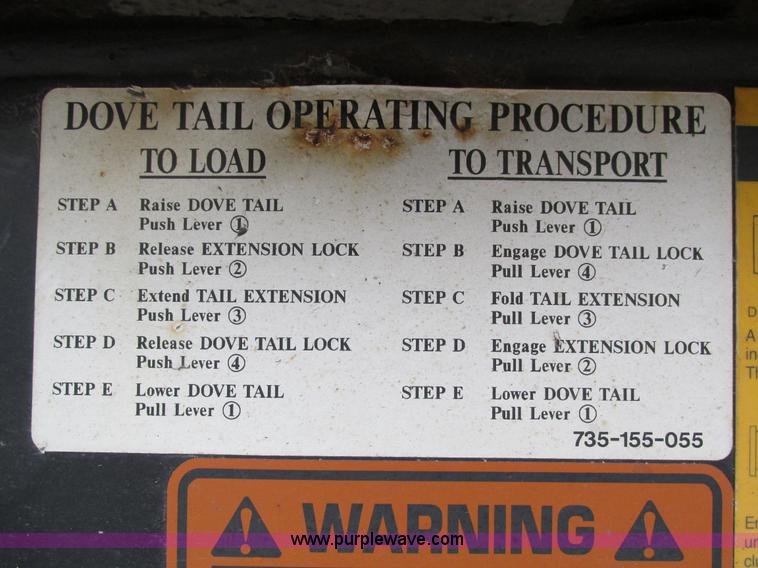 DOVE TAIL OPERATING PROCEDURE
TO LOAD
STEP A Raise DOVE TAIL
Push Lever ①
STEP B Release EXTENSION LOCK
Push Lever ②
STEP C Extend TAIL EXTENSION
Push Lever ③
STEP D Release DOVE TAIL LOCK
Push Lever ④
STEP E Lower DOVE TAIL
Pull Lever ①
TO TRANSPORT
STEP A Raise DOVE TAIL
Push Lever ①
STEP B Engage DOVE TAIL LOCK
Pull Lever ④
STEP C Fold TAIL EXTENSION
Pull Lever ③
STEP D Engage EXTENSION LOCK
Pull Lever ②
STEP E Lower DOVE TAIL
Pull Lever ①
735-155-055
WARNING
www.purplewave.com